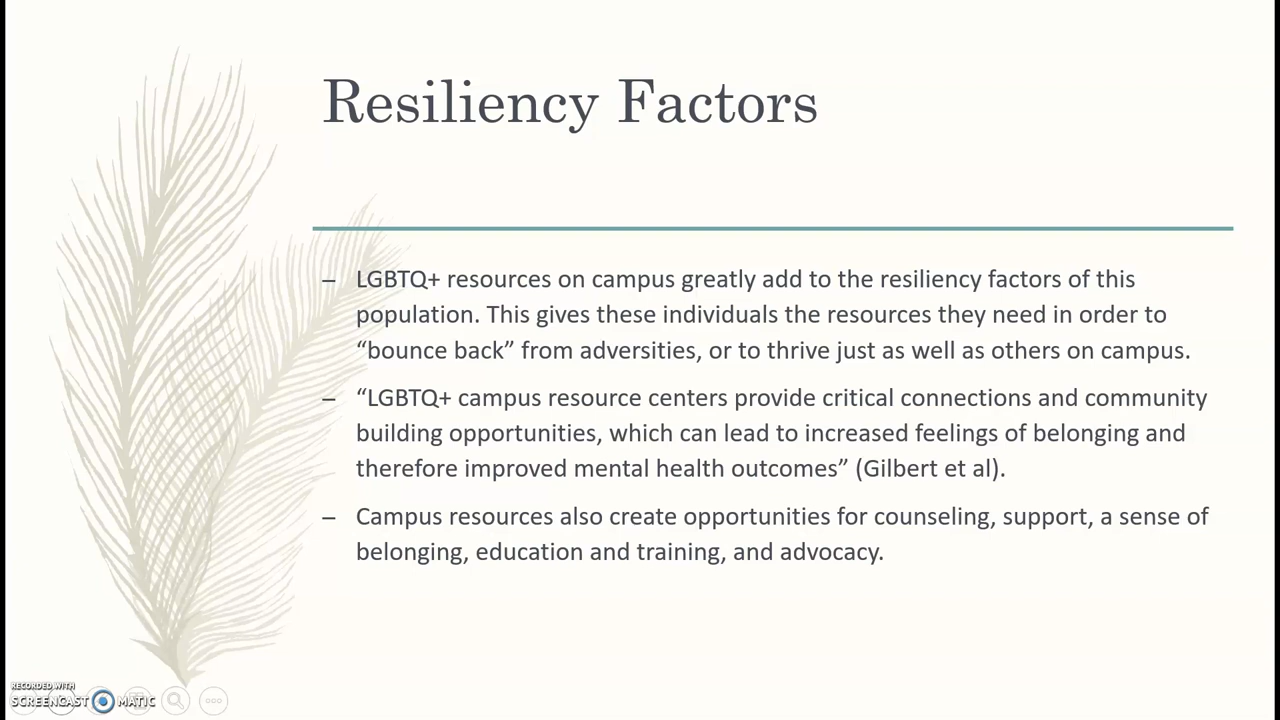 Resiliency Factors
– LGBTQ+ resources on campus greatly add to the resiliency factors of this
population. This gives these individuals the resources they need in order to
“bounce back” from adversities, or to thrive just as well as others on campus.
– “LGBTQ+ campus resource centers provide critical connections and community
building opportunities, which can lead to increased feelings of belonging and
therefore improved mental health outcomes” (Gilbert et al).
– Campus resources also create opportunities for counseling, support, a sense of
belonging, education and training, and advocacy.
RECORDED WITH
SCREENCAST MATIC